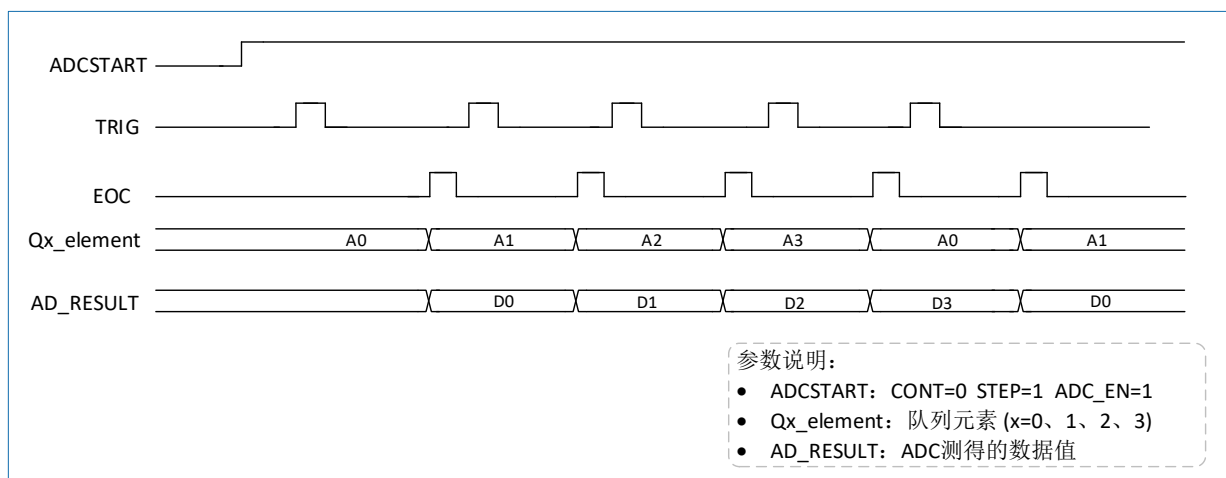 ADCSTART
TRIG
EOC
Qx_element A0 A1 A2 A3 A0 A1
AD_RESULT D0 D1 D2 D3 D0
参数说明：
• ADCSTART：CONT=0 STEP=1 ADC_EN=1
• Qx_element：队列元素 (x=0、1、2、3)
• AD_RESULT：ADC测得的数据值